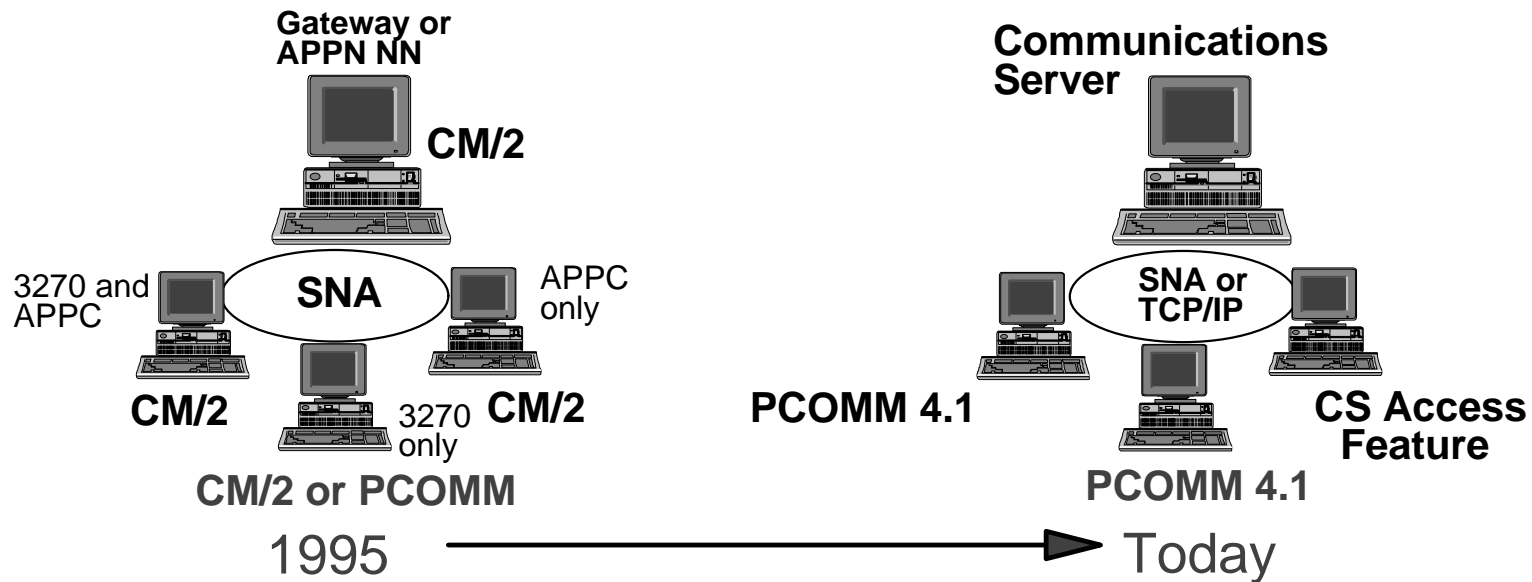 Gateway or
APPN NN
CM/2
3270 and
APPC
SNA
APPC
only
CM/2
3270
only
CM/2
CM/2 or PCOMM
1995
Communications
Server
SNA or
TCP/IP
PCOMM 4.1
CS Access
Feature
PCOMM 4.1
Today